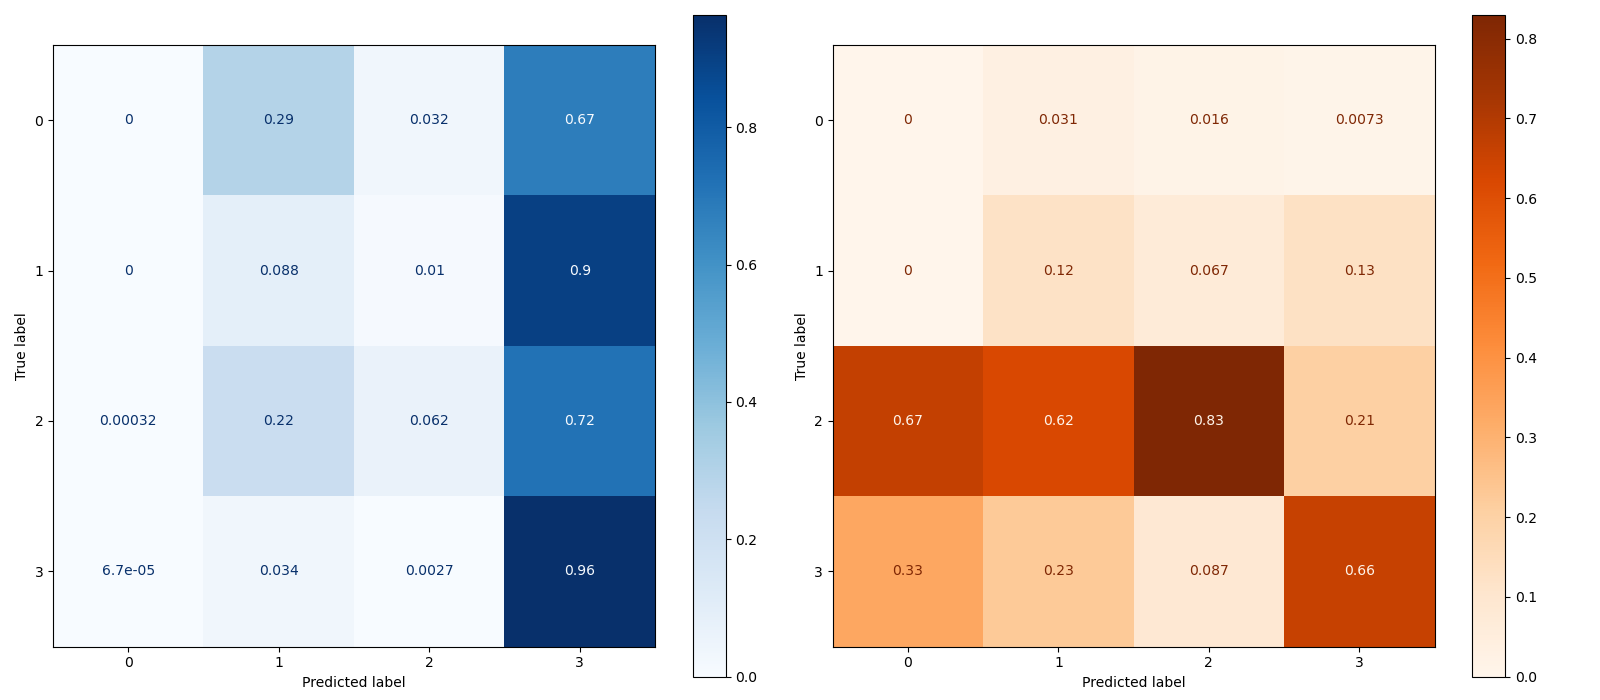 0 0 0.29 0.032 0.67
1 0 0.088 0.01 0.9
2 0.00032 0.22 0.062 0.72
3 6.7e-05 0.034 0.0027 0.96
0 1 2 3
Predicted label
True label
0.8
0.6
0.4
0.2
0.0
0 0 0.031 0.016 0.0073
1 0 0.12 0.067 0.13
2 0.67 0.62 0.83 0.21
3 0.33 0.23 0.087 0.66
0 1 2 3
Predicted label
True label
0.8
0.7
0.6
0.5
0.4
0.3
0.2
0.1
0.0